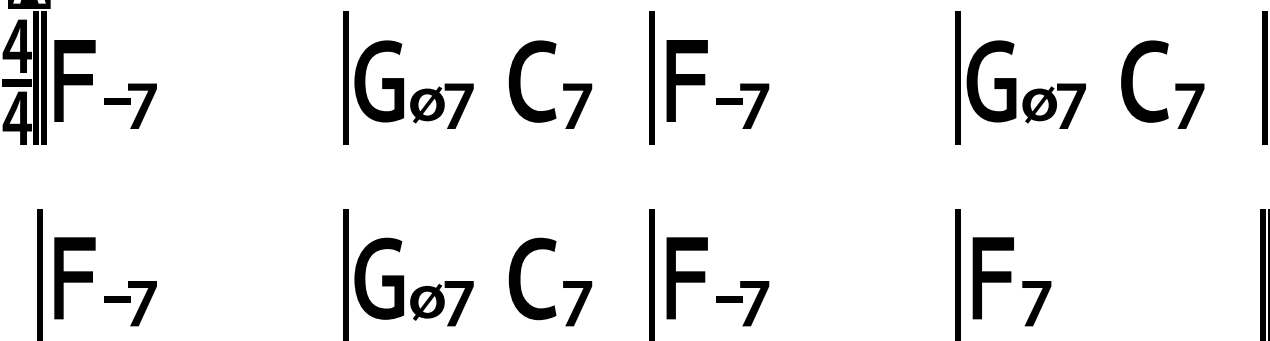 4/4 F-7 | Gø7 C7 | F-7 | Gø7 C7 |
| F-7 | Gø7 C7 | F-7 | F7 ||